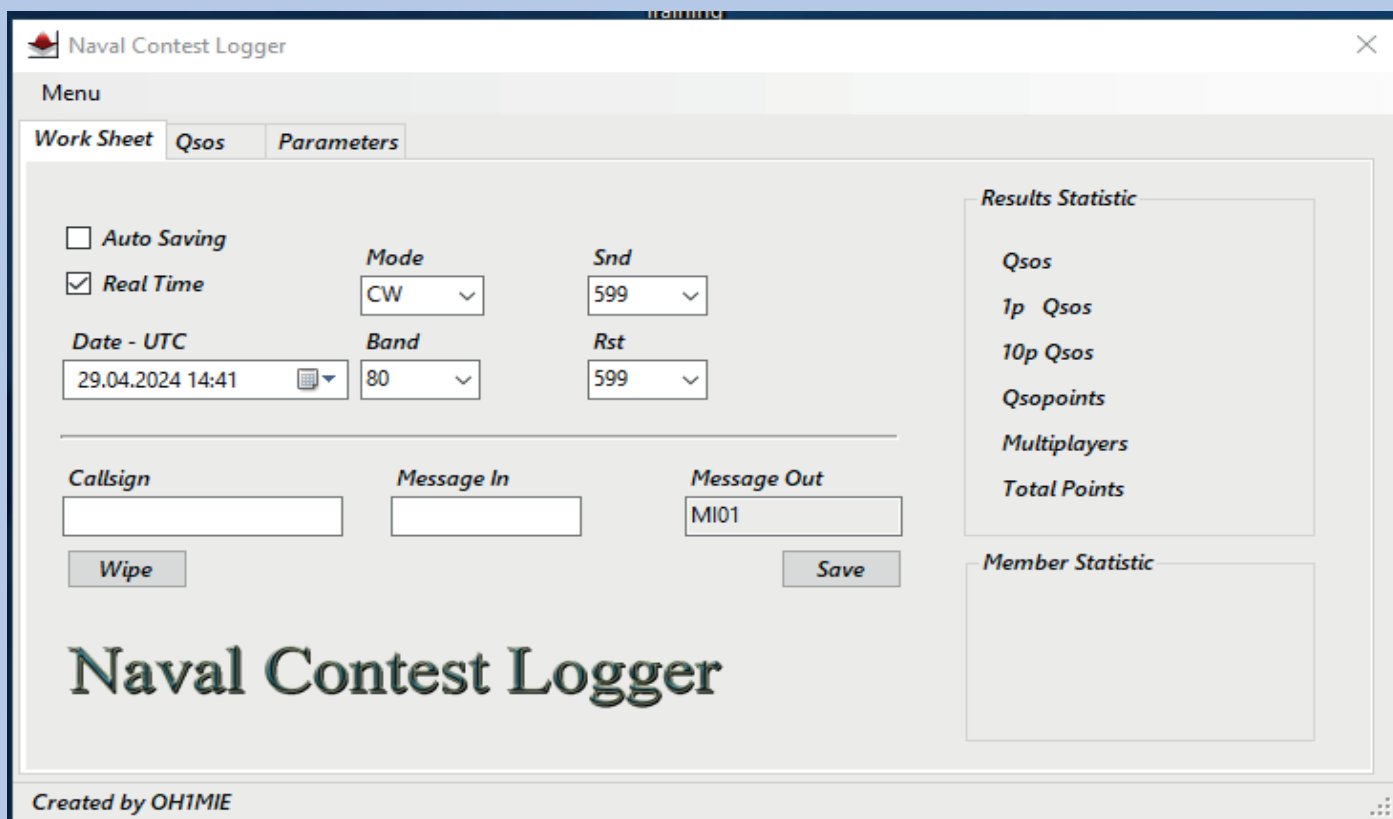 Training
Naval Contest Logger
Menu
Work Sheet Qsos Parameters
Auto Saving
Real Time
Mode Snd
CW 599
Date - UTC Band Rst
29.04.2024 14:41 80 599
Callsign Message In Message Out
MI01
Wipe Save
Naval Contest Logger
Results Statistic
Qsos
1p Qsos
10p Qsos
Qsopoints
Multiplayers
Total Points
Member Statistic
Created by OH1MIE